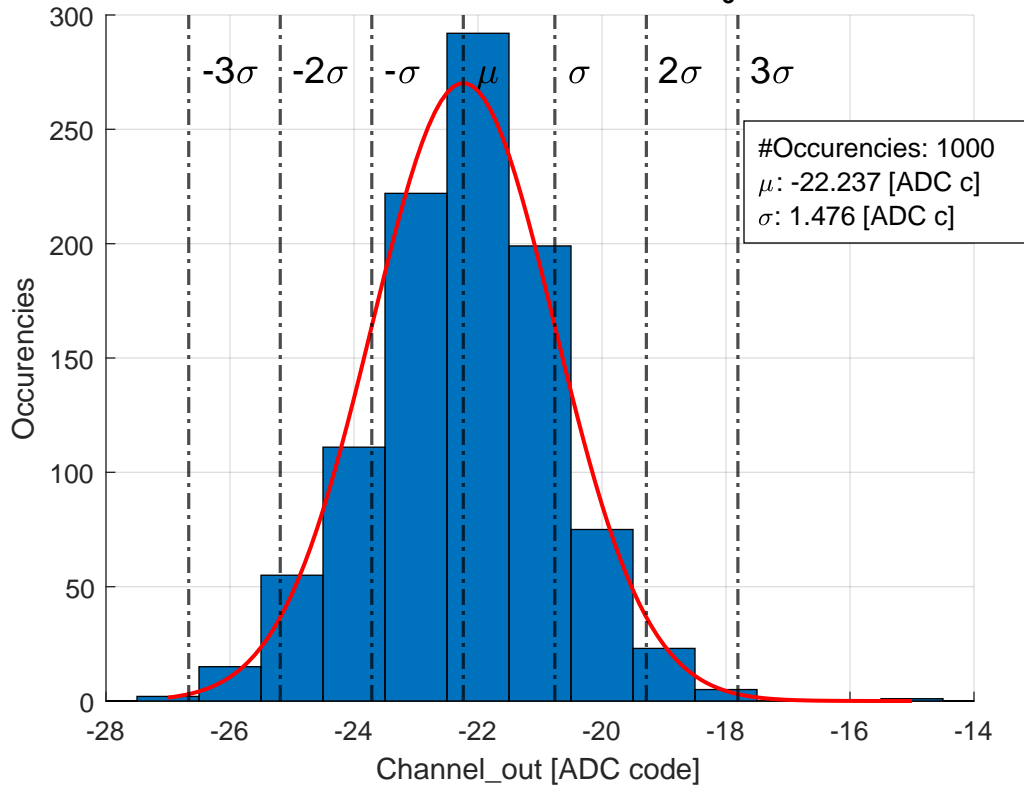 300
250
200
150
100
50
0
-28
-26
-24
-22
-20
-18
-16
-14
Occurencies
Channel_out [ADC code]
-3σ
-2σ
-σ
μ
σ
2σ
3σ
#Occurencies: 1000
μ: -22.237 [ADC c]
σ: 1.476 [ADC c]